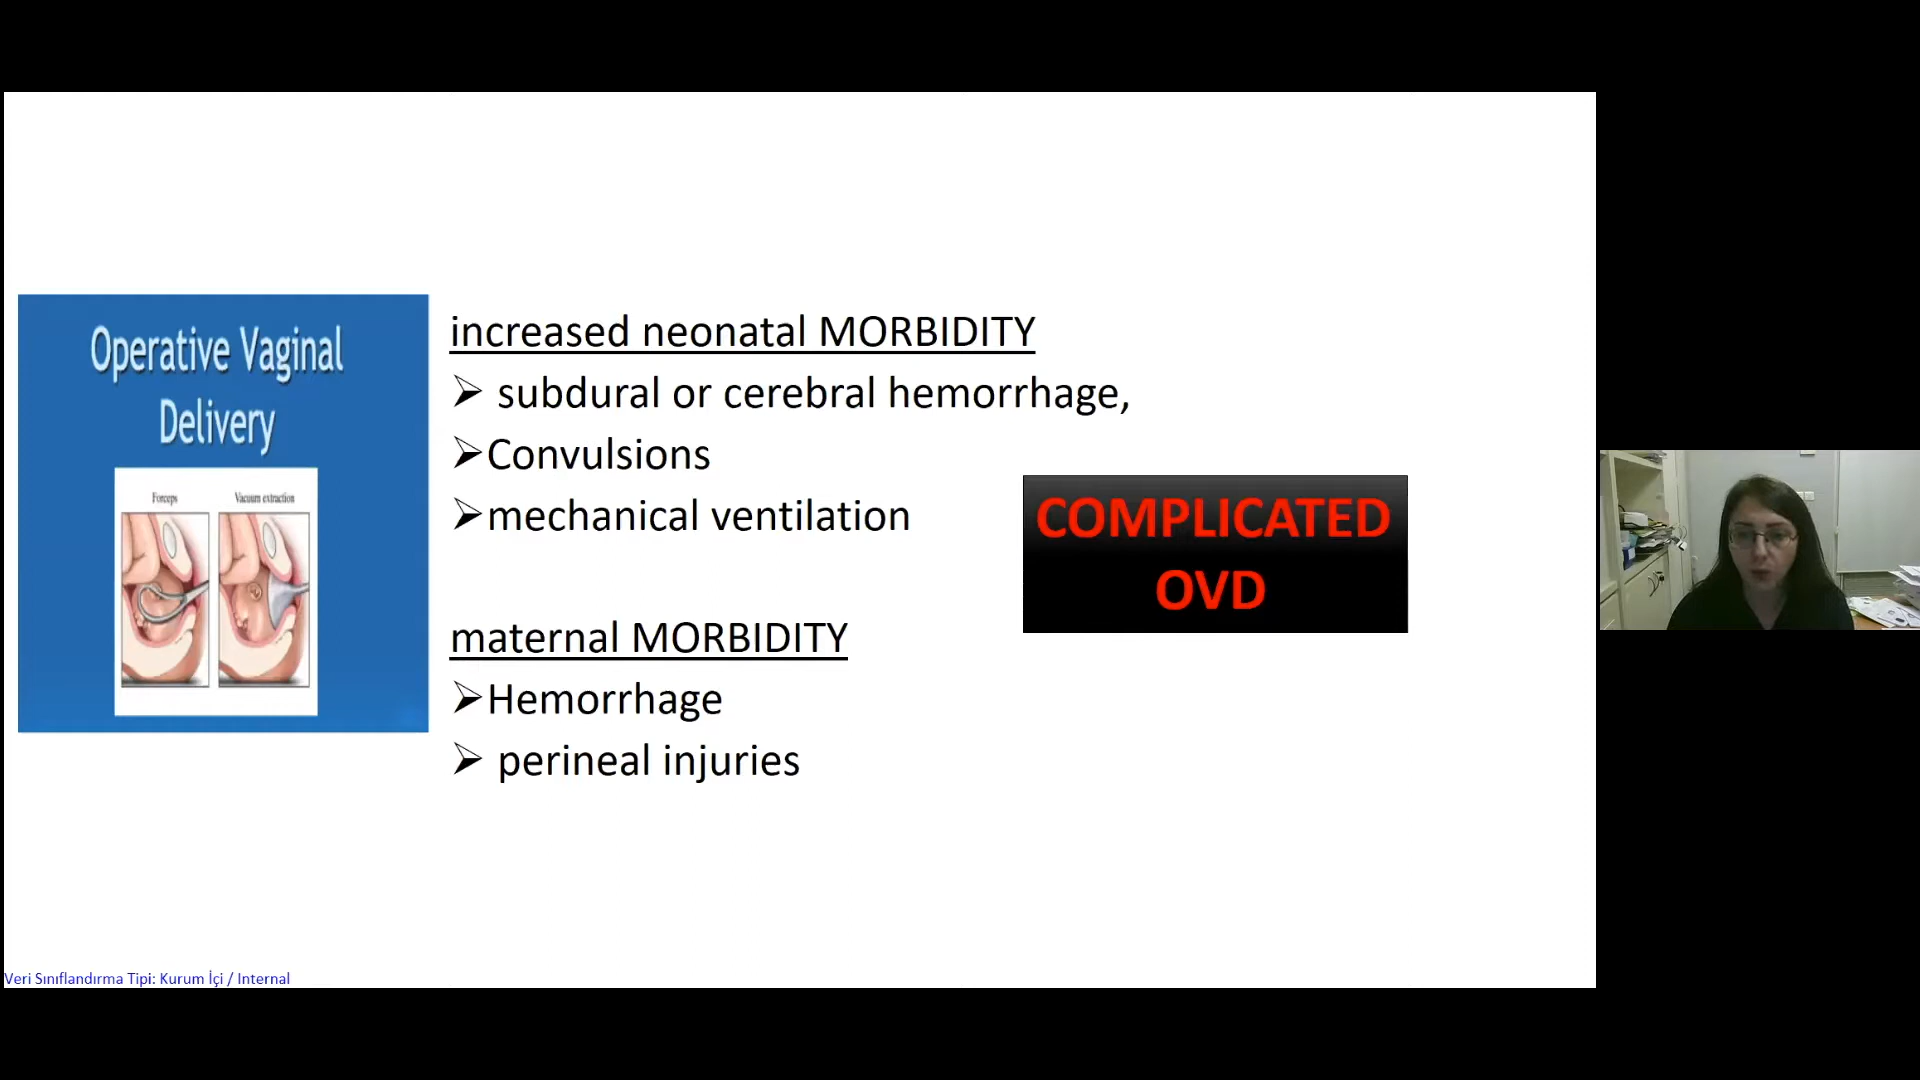 Operative Vaginal
Delivery
Forceps
Vacuum extraction
increased neonatal MORBIDITY
➢ subdural or cerebral hemorrhage,
➢Convulsions
➢mechanical ventilation
maternal MORBIDITY
➢Hemorrhage
➢ perineal injuries
COMPLICATED
OVD
Veri Sınıflandırma Tipi: Kurum İçi / Internal